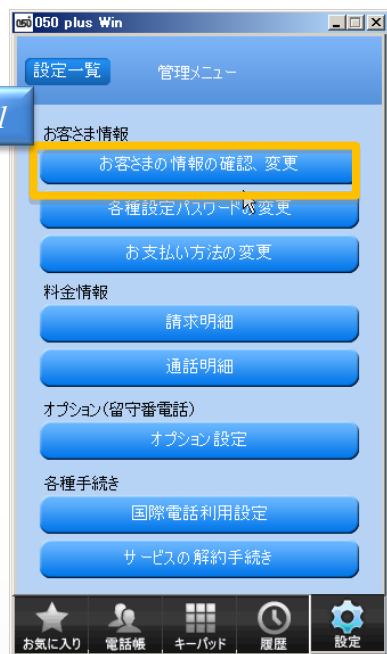 050 050 plus Win
設定一覧 管理メニュー
1
お客さま情報
お客さまの情報の確認、変更
各種設定パスワードの変更
お支払い方法の変更
料金情報
請求明細
通話明細
オプション(留守番電話)
オプション設定
各種手続き
国際電話利用設定
サービスの解約手続き
お気に入り 電話帳 キーパッド 履歴 設定